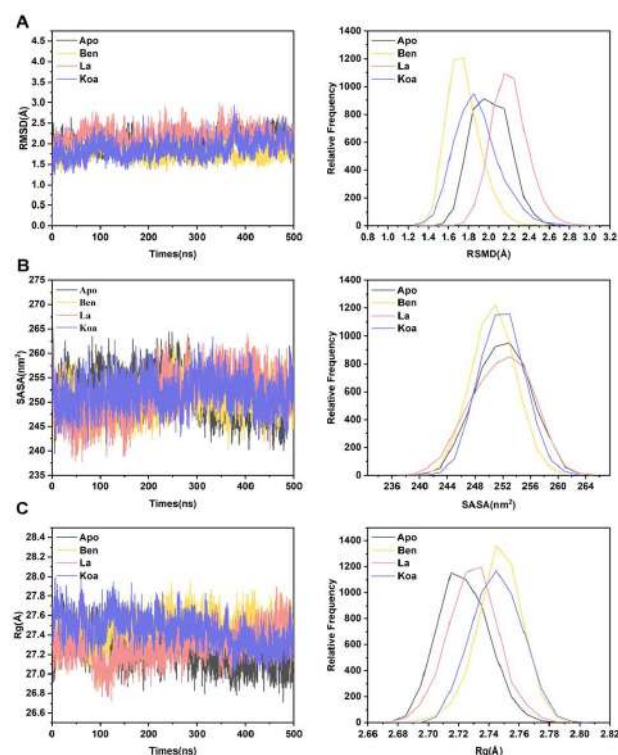 A
Apo
Ben
La
Koa
RMSD(Å)
4.5
4.0
3.5
3.0
2.5
2.0
1.5
1.0
0.5
0.0
0 100 200 300 400 500
Times(ns)
Apo
Ben
La
Koa
Relative Frequency
1400
1200
1000
800
600
400
200
0
0.8 1.0 1.2 1.4 1.6 1.8 2.0 2.2 2.4 2.6 2.8 3.0 3.2
RSMD(Å)
B
Apo
Ben
La
Koa
SASA(nm²)
275
270
265
260
255
250
245
240
235
0 100 200 300 400 500
Times(ns)
Apo
Ben
La
Koa
Relative Frequency
1400
1200
1000
800
600
400
200
0
236 240 244 248 252 256 260 264
SASA(nm²)
C
Apo
Ben
La
Koa
Rg(Å)
28.4
28.2
28.0
27.8
27.6
27.4
27.2
27.0
26.8
26.6
0 100 200 300 400 500
Times(ns)
Apo
Ben
La
Koa
Relative Frequency
1400
1200
1000
800
600
400
200
0
2.66 2.68 2.70 2.72 2.74 2.76 2.78 2.80 2.82
Rg(Å)